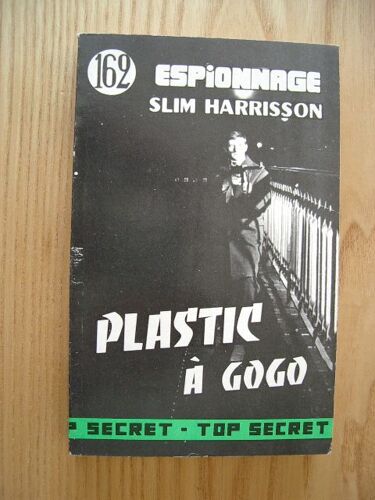 162
ESPiONNAGE
SLIM HARRISSON
PLASTIC
À GOGO
P SECRET - TOP SECRET